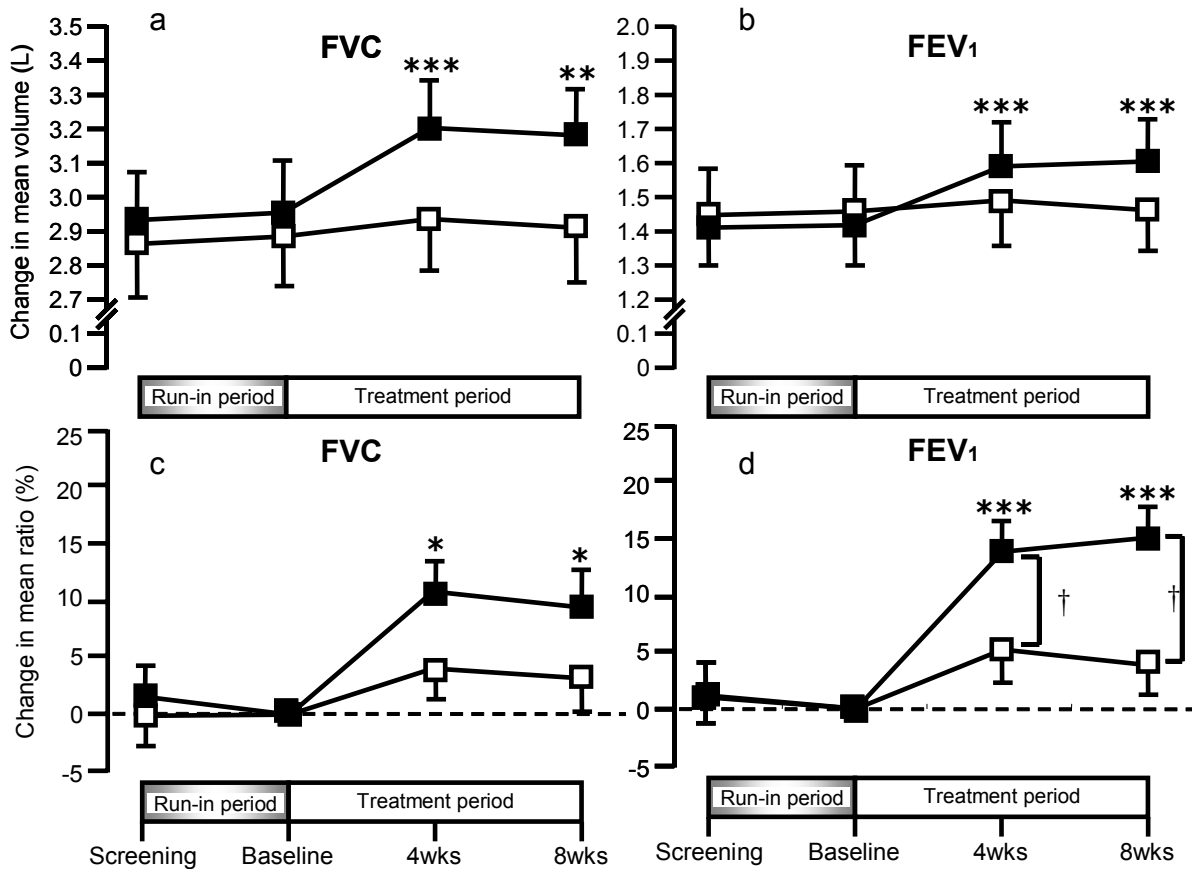 a
FVC
Change in mean volume (L)
3.5
3.4
3.3
3.2
3.1
3.0
2.9
2.8
2.7
0.1
0
***
**
Run-in period
Treatment period
b
FEV₁
2.0
1.9
1.8
1.7
1.6
1.5
1.4
1.3
1.2
0.1
0
***
***
Run-in period
Treatment period
c
FVC
Change in mean ratio (%)
25
20
15
10
5
0
-5
*
*
Run-in period
Treatment period
Screening
Baseline
4wks
8wks
d
FEV₁
25
20
15
10
5
0
-5
***
***
†
†
Run-in period
Treatment period
Screening
Baseline
4wks
8wks